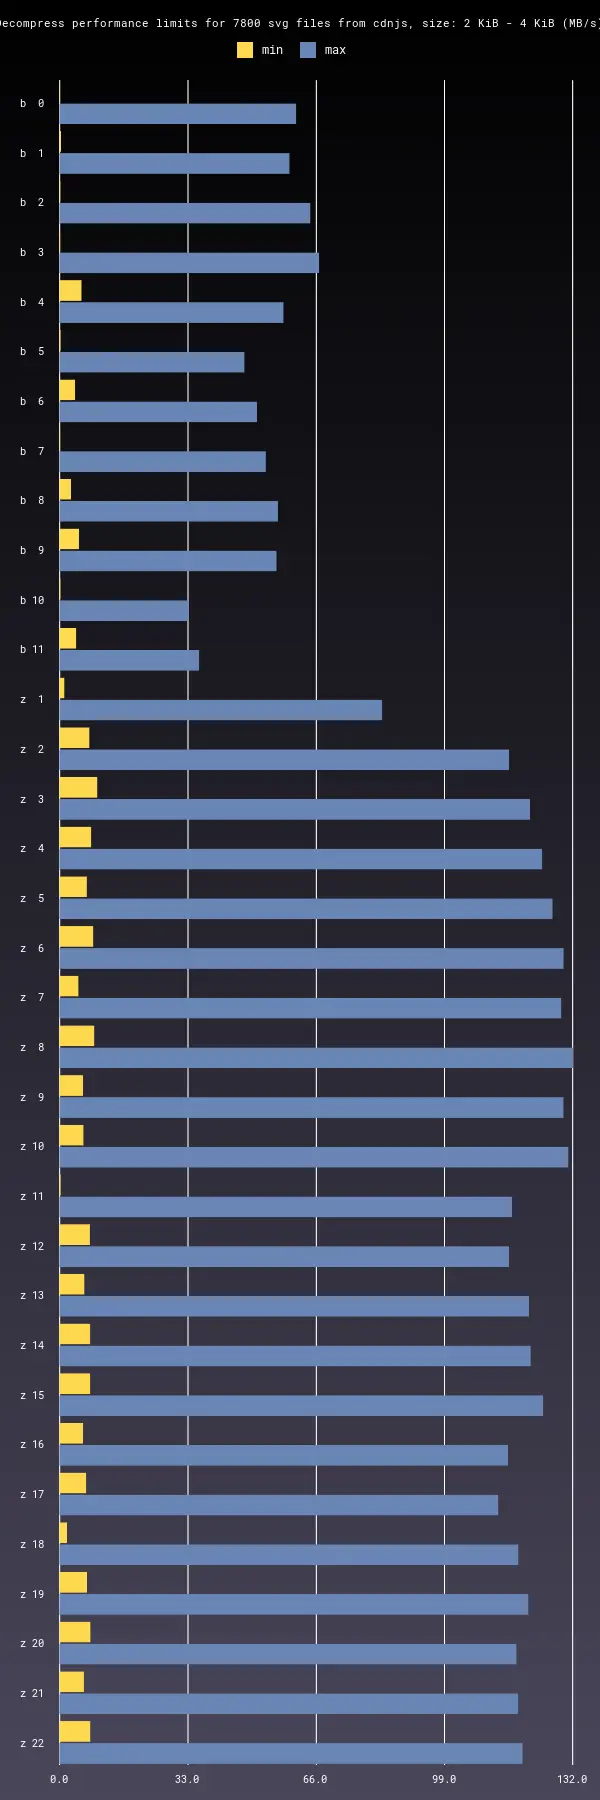 Decompress performance limits for 7800 svg files from cdnjs, size: 2 KiB - 4 KiB (MB/s)
min max
b 0
b 1
b 2
b 3
b 4
b 5
b 6
b 7
b 8
b 9
b 10
b 11
z 1
z 2
z 3
z 4
z 5
z 6
z 7
z 8
z 9
z 10
z 11
z 12
z 13
z 14
z 15
z 16
z 17
z 18
z 19
z 20
z 21
z 22
0.0 33.0 66.0 99.0 132.0